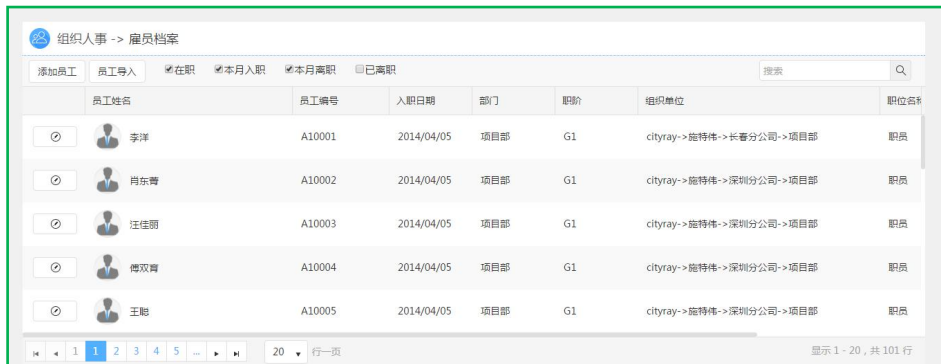 组织人事 -> 雇员档案
添加员工 员工导入 在职 本月入职 本月离职 已离职 搜索
员工姓名 员工编号 入职日期 部门 职阶 组织单位 职位名称
李洋 A10001 2014/04/05 项目部 G1 cityray->施特伟->长春分公司->项目部 职员
肖东菁 A10002 2014/04/05 项目部 G1 cityray->施特伟->深圳分公司->项目部 职员
汪佳丽 A10003 2014/04/05 项目部 G1 cityray->施特伟->深圳分公司->项目部 职员
傅双育 A10004 2014/04/05 项目部 G1 cityray->施特伟->深圳分公司->项目部 职员
王聪 A10005 2014/04/05 项目部 G1 cityray->施特伟->深圳分公司->项目部 职员
1 1 2 3 4 5 ... 20 行一页 显示 1 - 20 , 共 101 行